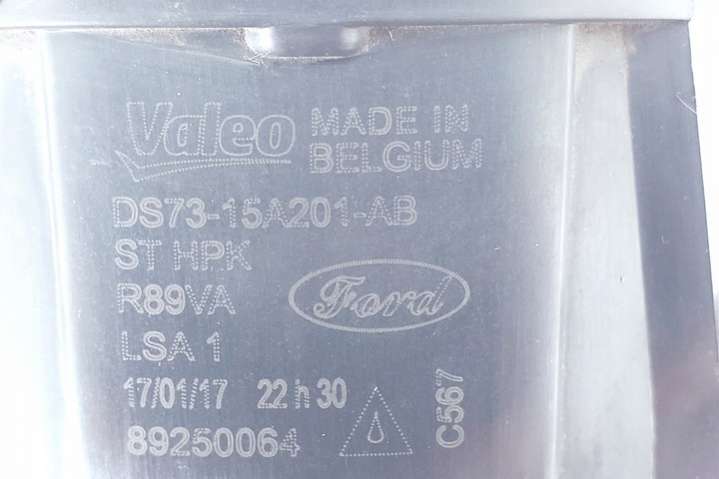 Valeo
MADE IN
BELGIUM
DS73-15A201-AB
ST HPK
R89VA
Ford
LSA 1
17/01/17 22 h 30
89250064
C567